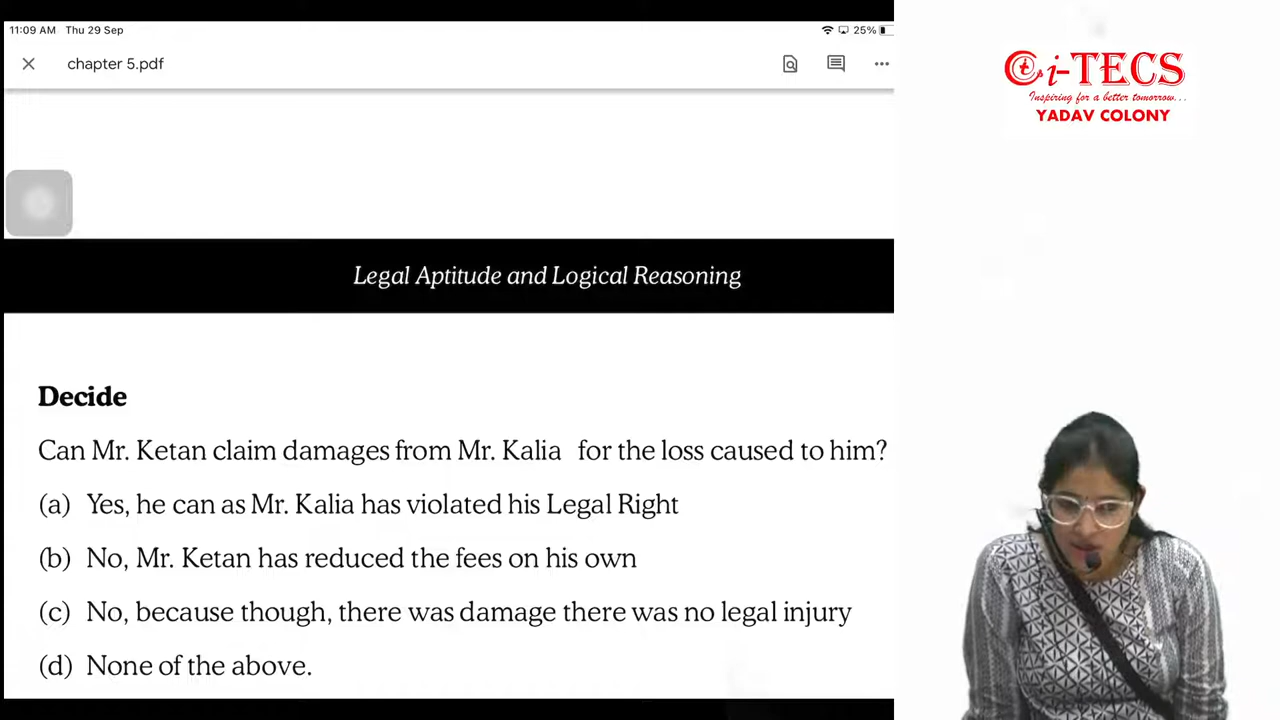 11:09 AM Thu 29 Sep
25%
chapter 5.pdf
i-TECS
Inspiring for a better tomorrow...
YADAV COLONY
Legal Aptitude and Logical Reasoning
Decide
Can Mr. Ketan claim damages from Mr. Kalia for the loss caused to him?
(a) Yes, he can as Mr. Kalia has violated his Legal Right
(b) No, Mr. Ketan has reduced the fees on his own
(c) No, because though, there was damage there was no legal injury
(d) None of the above.